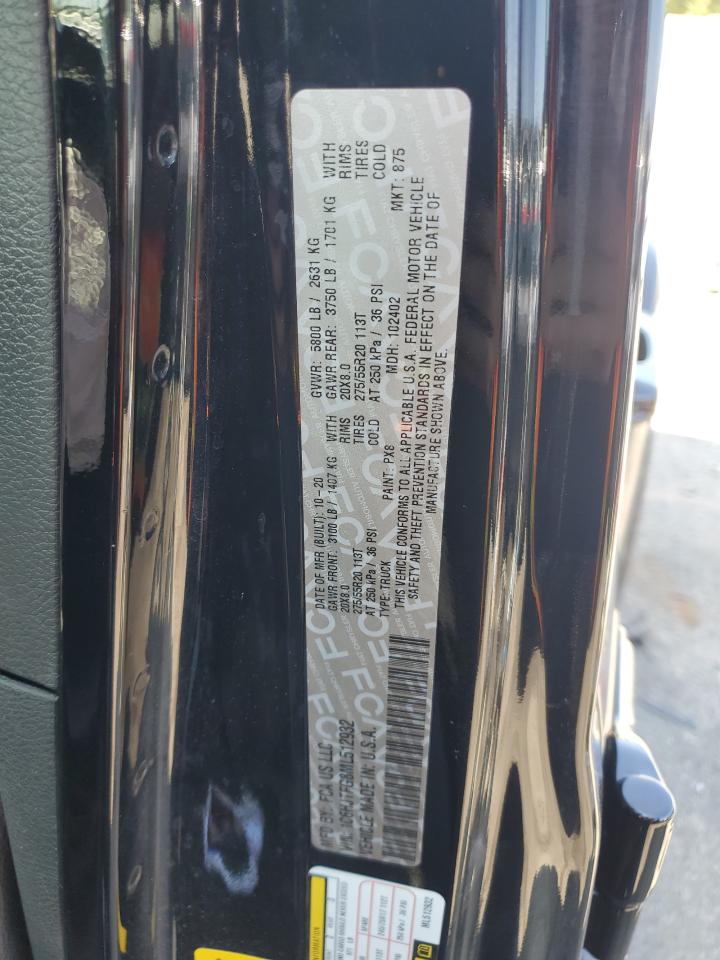 MFD BY: FCA US LLC
DATE OF MFR (BUILT): 10-20
GVWR: 5800 LB / 2631 KG
GAWR FRONT: 3100 LB / 1407 KG WITH
GAWR REAR: 3750 LB / 1701 KG WITH
20X8.0 RIMS
20X8.0 RIMS
275/55R20 113T TIRES
275/55R20 113T TIRES
AT 250 kPa / 36 PSI COLD
AT 250 kPa / 36 PSI COLD
VIN: 1C6HJTFG8ML512932
TYPE: TRUCK
PAINT: PX8
MDH: 102402
MKT: 875
VEHICLE MADE IN: U.S.A.
THIS VEHICLE CONFORMS TO ALL APPLICABLE U.S.A. FEDERAL MOTOR VEHICLE
SAFETY AND THEFT PREVENTION STANDARDS IN EFFECT ON THE DATE OF
MANUFACTURE SHOWN ABOVE.
INFORMATION
ML512932